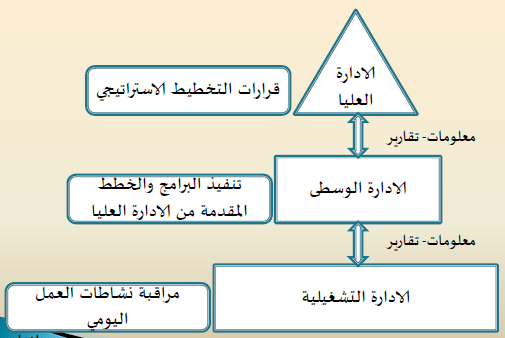 الادارة
العليا
قرارات التخطيط الاستراتيجي
معلومات- تقارير
الادارة الوسطى
تنفيذ البرامج والخطط
المقدمة من الادارة العليا
معلومات- تقارير
الادارة التشغيلية
مراقبة نشاطات العمل
اليومي